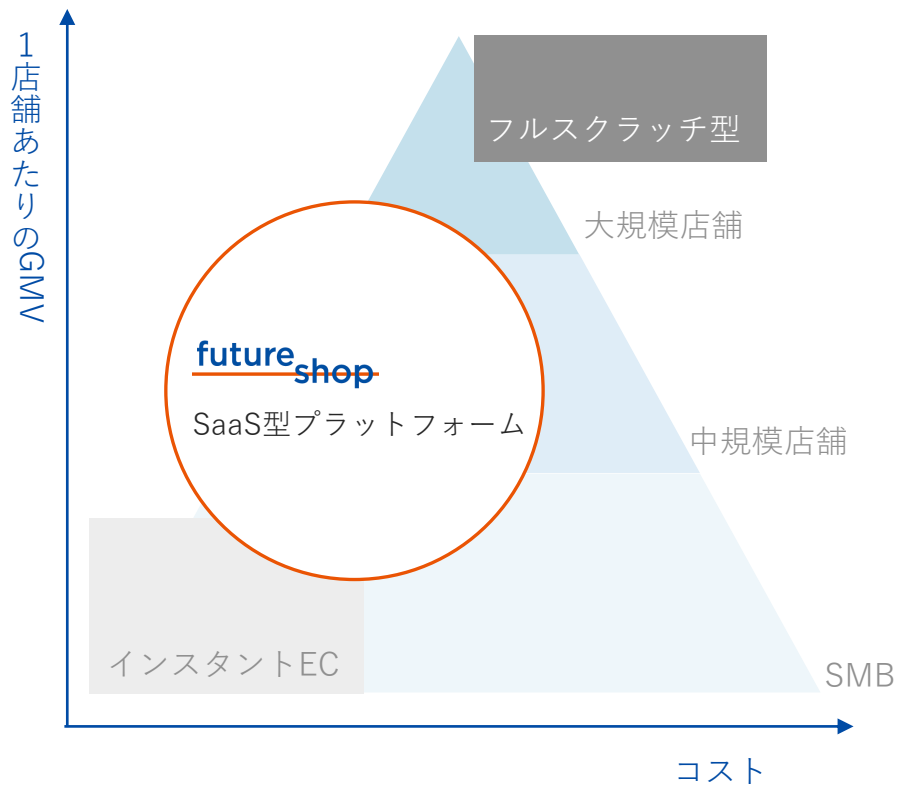 1店舗あたりのGMV
フルスクラッチ型
大規模店舗
future
shop
SaaS型プラットフォーム
中規模店舗
インスタントEC
SMB
コスト